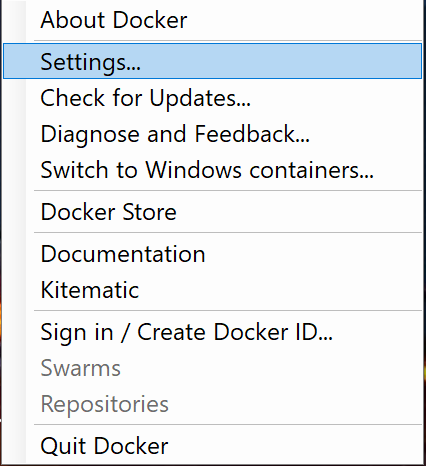 About Docker
Settings...
Check for Updates...
Diagnose and Feedback...
Switch to Windows containers...
Docker Store
Documentation
Kitematic
Sign in / Create Docker ID...
Swarms
Repositories
Quit Docker